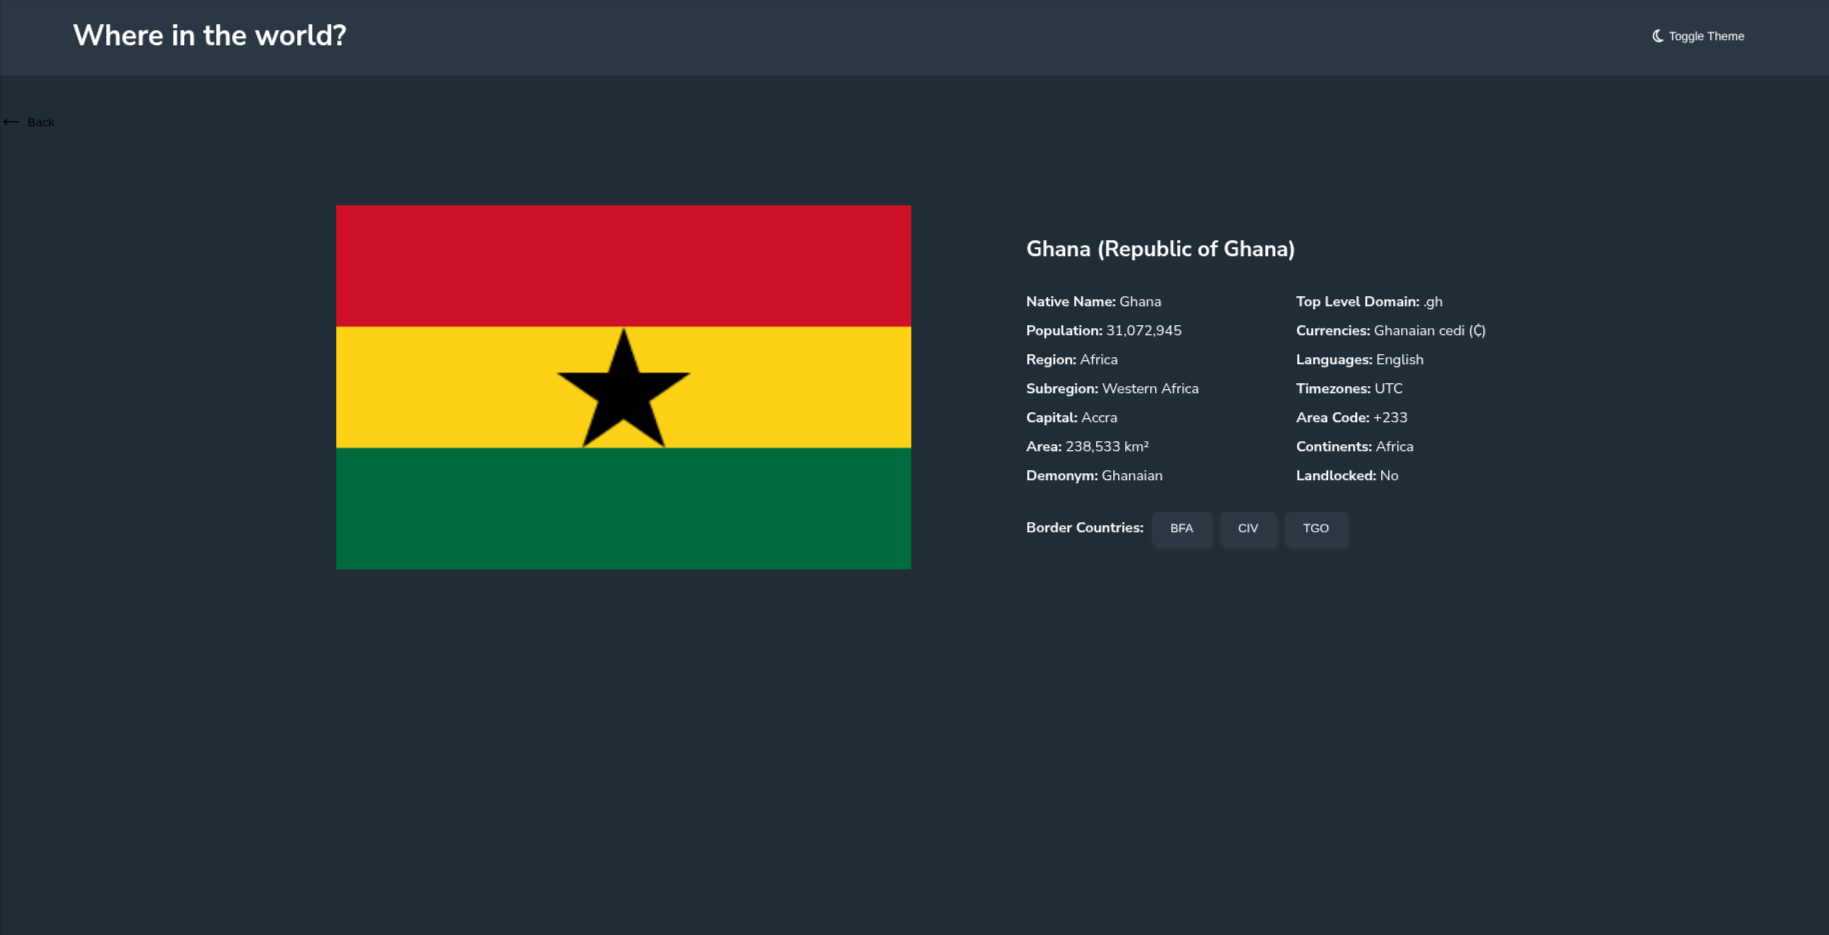 Where in the world?
Toggle Theme
Back
Ghana (Republic of Ghana)
Native Name: Ghana
Population: 31,072,945
Region: Africa
Subregion: Western Africa
Capital: Accra
Area: 238,533 km²
Demonym: Ghanaian
Top Level Domain: .gh
Currencies: Ghanaian cedi (₵)
Languages: English
Timezones: UTC
Area Code: +233
Continents: Africa
Landlocked: No
Border Countries: BFA CIV TGO